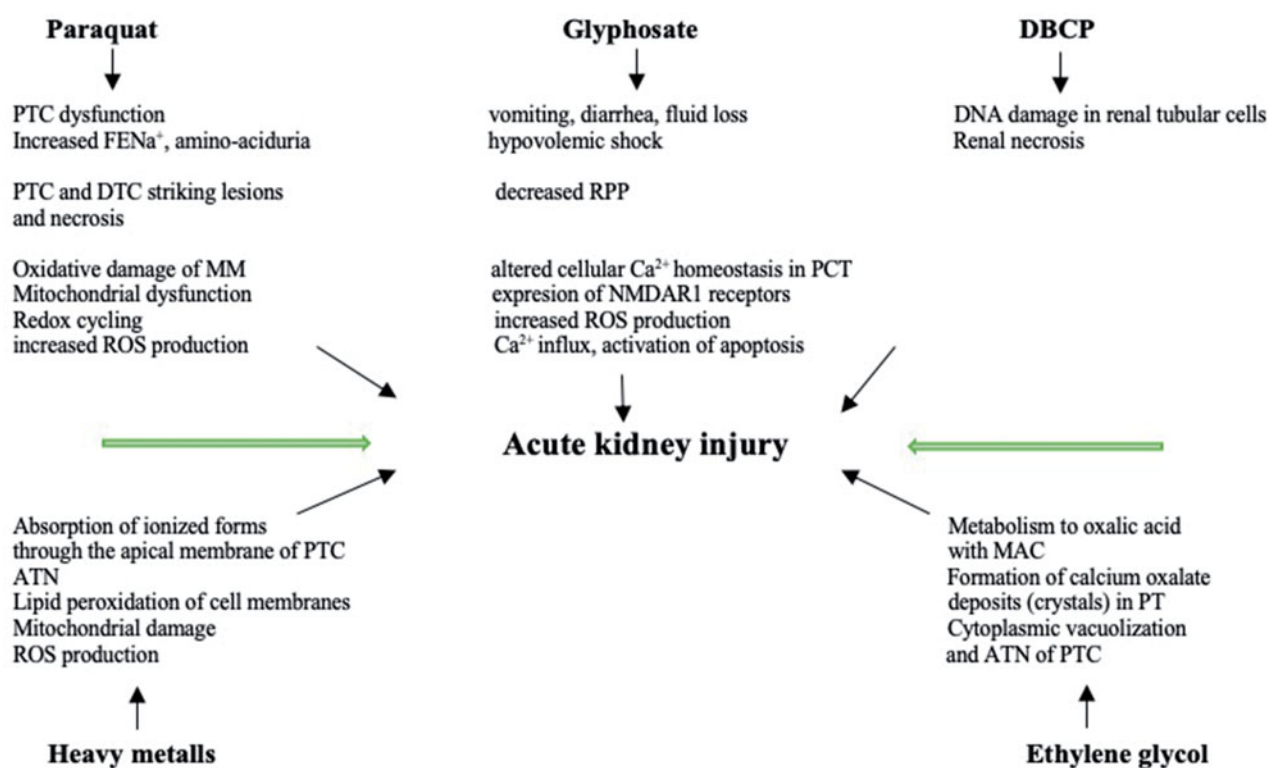 Paraquat
PTC dysfunction
Increased FENa⁺, amino-aciduria
PTC and DTC striking lesions
and necrosis
Oxidative damage of MM
Mitochondrial dysfunction
Redox cycling
increased ROS production
Glyphosate
vomiting, diarrhea, fluid loss
hypovolemic shock
decreased RPP
altered cellular Ca²⁺ homeostasis in PCT
expresion of NMDAR1 receptors
increased ROS production
Ca²⁺ influx, activation of apoptosis
DBCP
DNA damage in renal tubular cells
Renal necrosis
Acute kidney injury
Absorption of ionized forms
through the apical membrane of PTC
ATN
Lipid peroxidation of cell membranes
Mitochondrial damage
ROS production
Heavy metalls
Metabolism to oxalic acid
with MAC
Formation of calcium oxalate
deposits (crystals) in PT
Cytoplasmic vacuolization
and ATN of PTC
Ethylene glycol